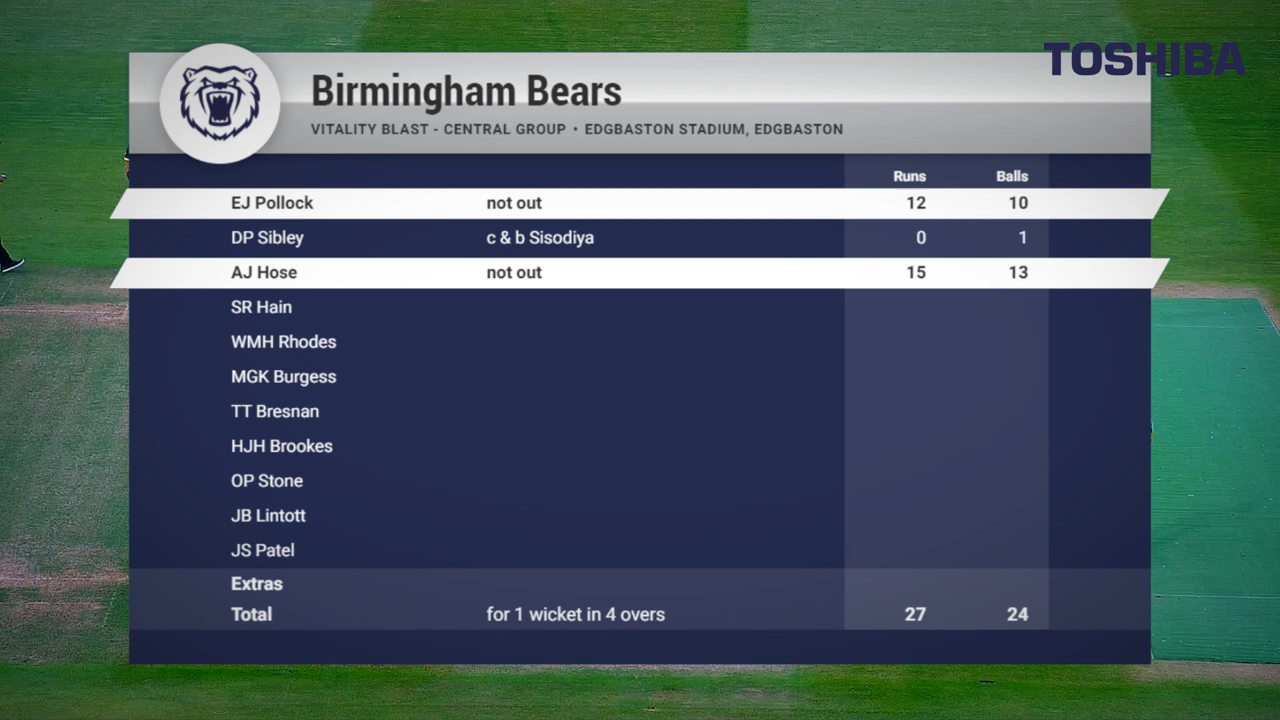 TOSHIBA
Birmingham Bears
VITALITY BLAST - CENTRAL GROUP • EDGBASTON STADIUM, EDGBASTON
Runs Balls
EJ Pollock not out 12 10
DP Sibley c & b Sisodiya 0 1
AJ Hose not out 15 13
SR Hain
WMH Rhodes
MGK Burgess
TT Bresnan
HJH Brookes
OP Stone
JB Lintott
JS Patel
Extras
Total for 1 wicket in 4 overs 27 24